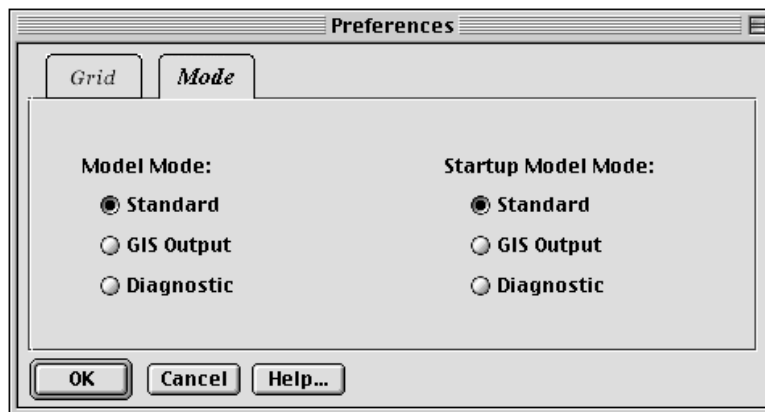 Preferences
Grid Mode
Model Mode: Startup Model Mode:
Standard Standard
GIS Output GIS Output
Diagnostic Diagnostic
OK Cancel Help...